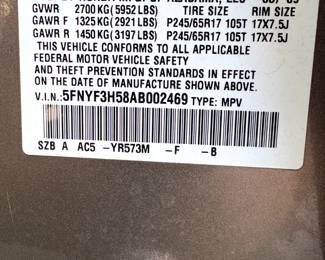 GVWR 2700 KG(5952 LBS) TIRE SIZE RIM SIZE
GAWR F 1325 KG(2921 LBS) P245/65R17 105T 17X7.5J
GAWR R 1450 KG(3197 LBS) P245/65R17 105T 17X7.5J
THIS VEHICLE CONFORMS TO ALL APPLICABLE
FEDERAL MOTOR VEHICLE SAFETY AND
THEFT PREVENTION STANDARDS IN EFFECT ON
THE DATE OF MANUFACTURE SHOWN ABOVE.
V.I.N.: 5FNYF3H58AB002469 TYPE: MPV
SZB A AC5 -YR573M -F -B